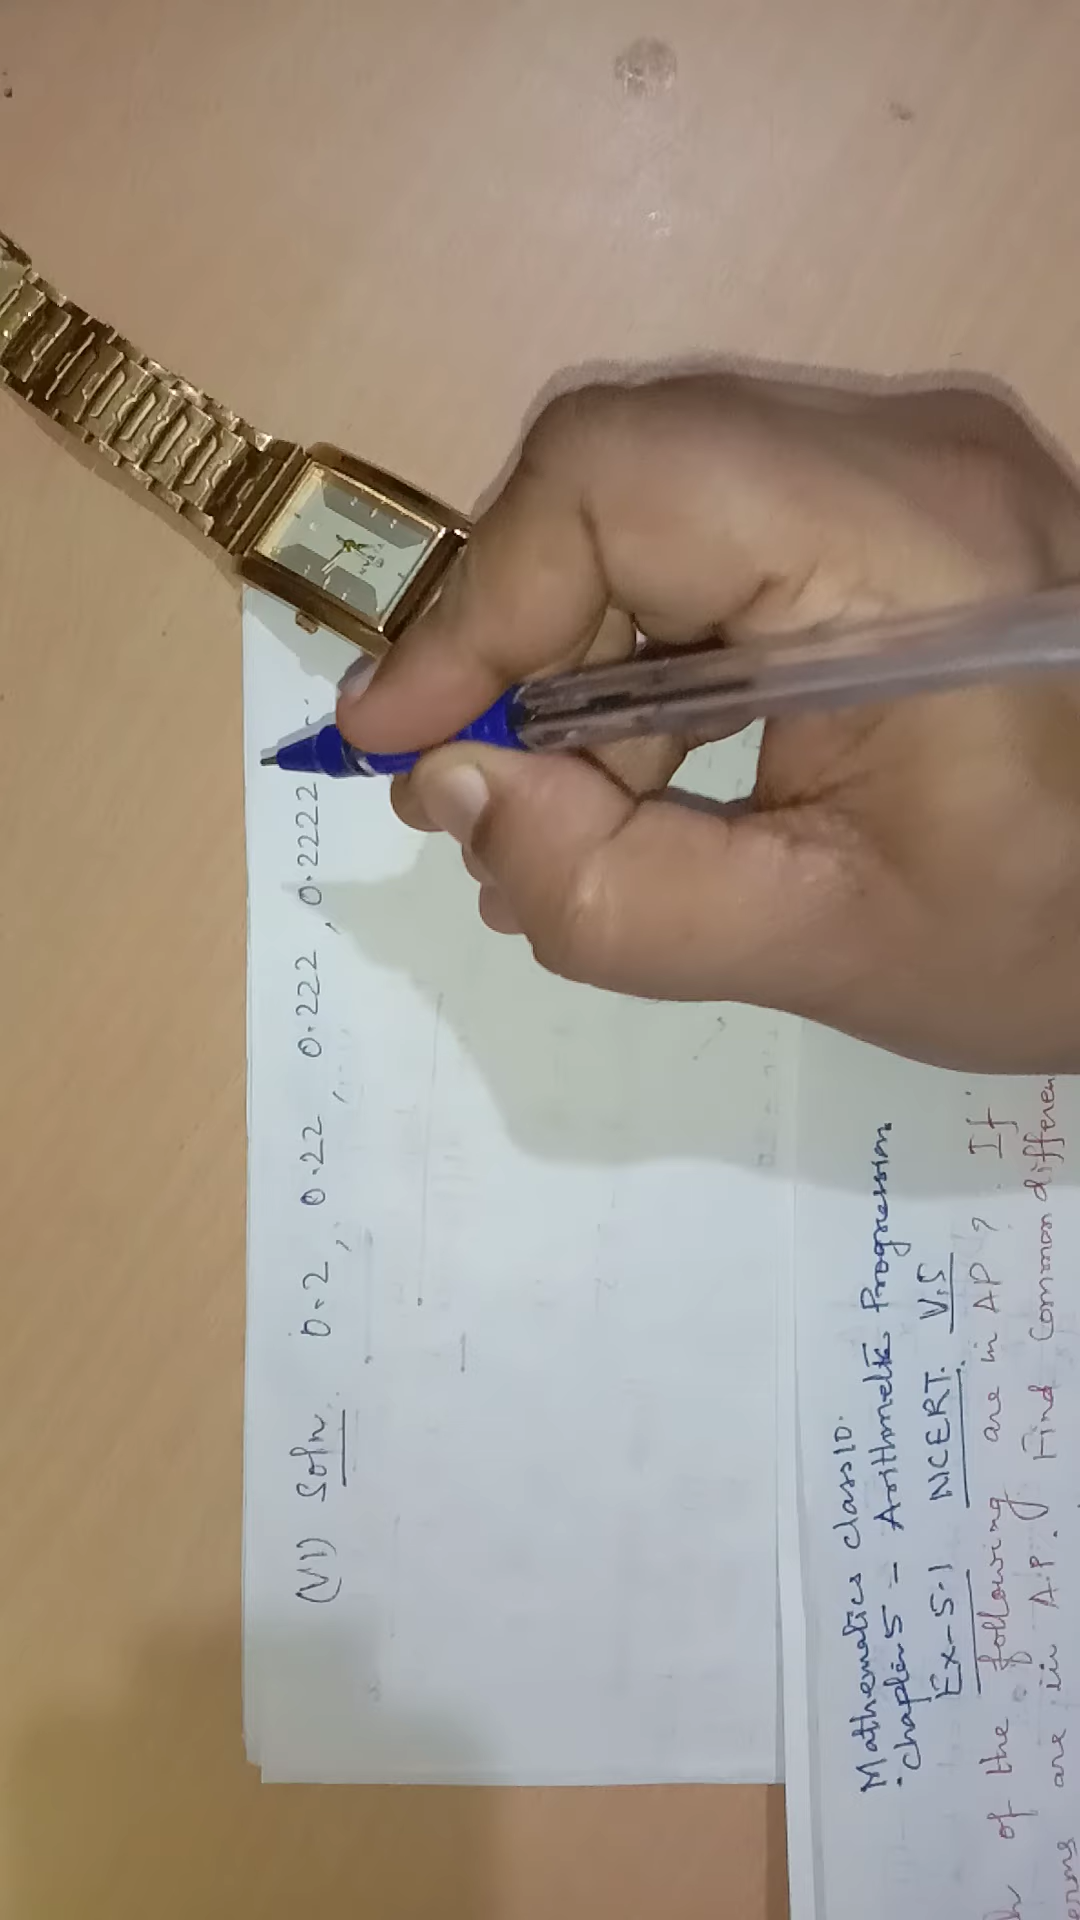 (VI) Soln. 0.2, 0.22, 0.222, 0.2222
Mathematics Class 10.
Chapter 5 - Arithmetic Progression
Ex-5.1 NCERT. V.S
of the following are in AP? If
are in A.P. Find Common